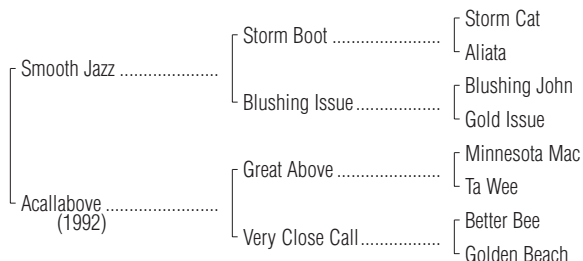 Storm Cat
Storm Boot ......................
Aliata
Smooth Jazz ....................
Blushing John
Blushing Issue.................
Gold Issue
Minnesota Mac
Great Above .....................
Ta Wee
Acallabove .......................
(1992)
Better Bee
Very Close Call................
Golden Beach